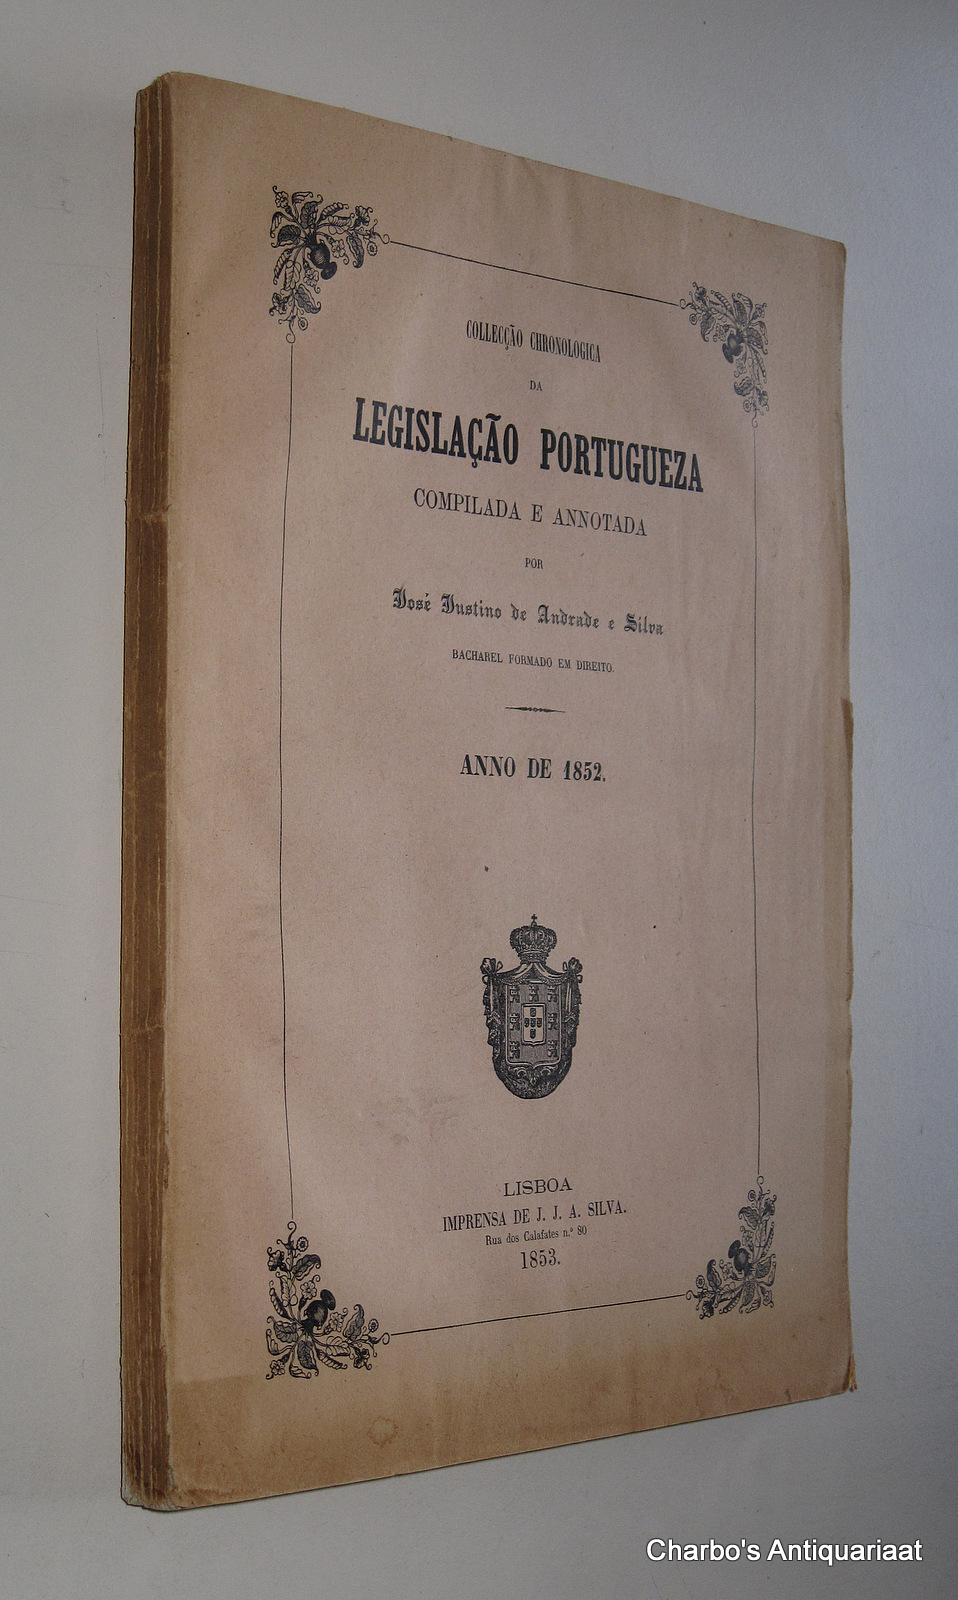 COLLECÇÃO CHRONOLOGICA
DA
LEGISLAÇÃO PORTUGUEZA
COMPILADA E ANNOTADA
POR
José Justino de Andrade e Silva
BACHAREL FORMADO EM DIREITO.
ANNO DE 1852.
LISBOA
IMPRENSA DE J. J. A. SILVA.
Rua dos Calafates n.º 80
1853.
Charbo's Antiquariaat